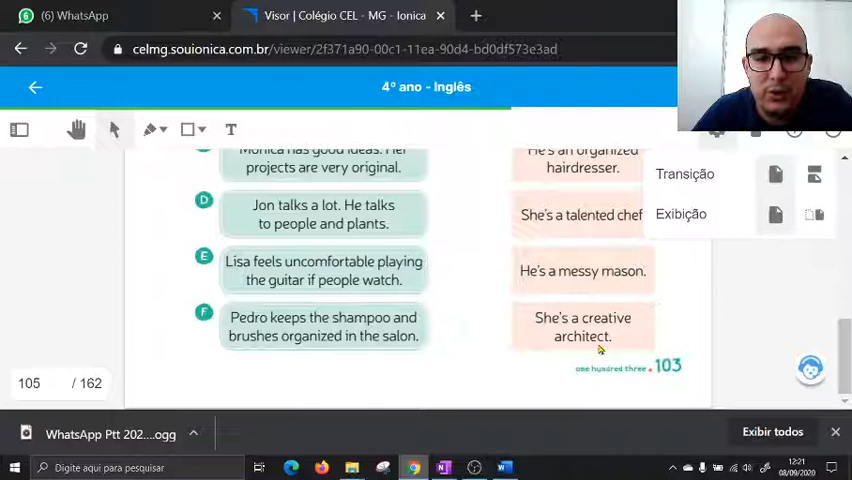 (6) WhatsApp
Visor | Colégio CEL - MG - Ionica
celmg.souionica.com.br/viewer/2f371a90-00c1-11ea-90d4-bd0df573e3ad
4º ano - Inglês
T
Transição
Exibição
Monica has good ideas. Her
projects are very original.
He's an organized
hairdresser.
D
Jon talks a lot. He talks
to people and plants.
She's a talented chef
E
Lisa feels uncomfortable playing
the guitar if people watch.
He's a messy mason.
F
Pedro keeps the shampoo and
brushes organized in the salon.
She's a creative
architect.
one hundred three 103
105 / 162
WhatsApp Ptt 202....ogg
Exibir todos
Digite aqui para pesquisar
12:21
08/09/2020